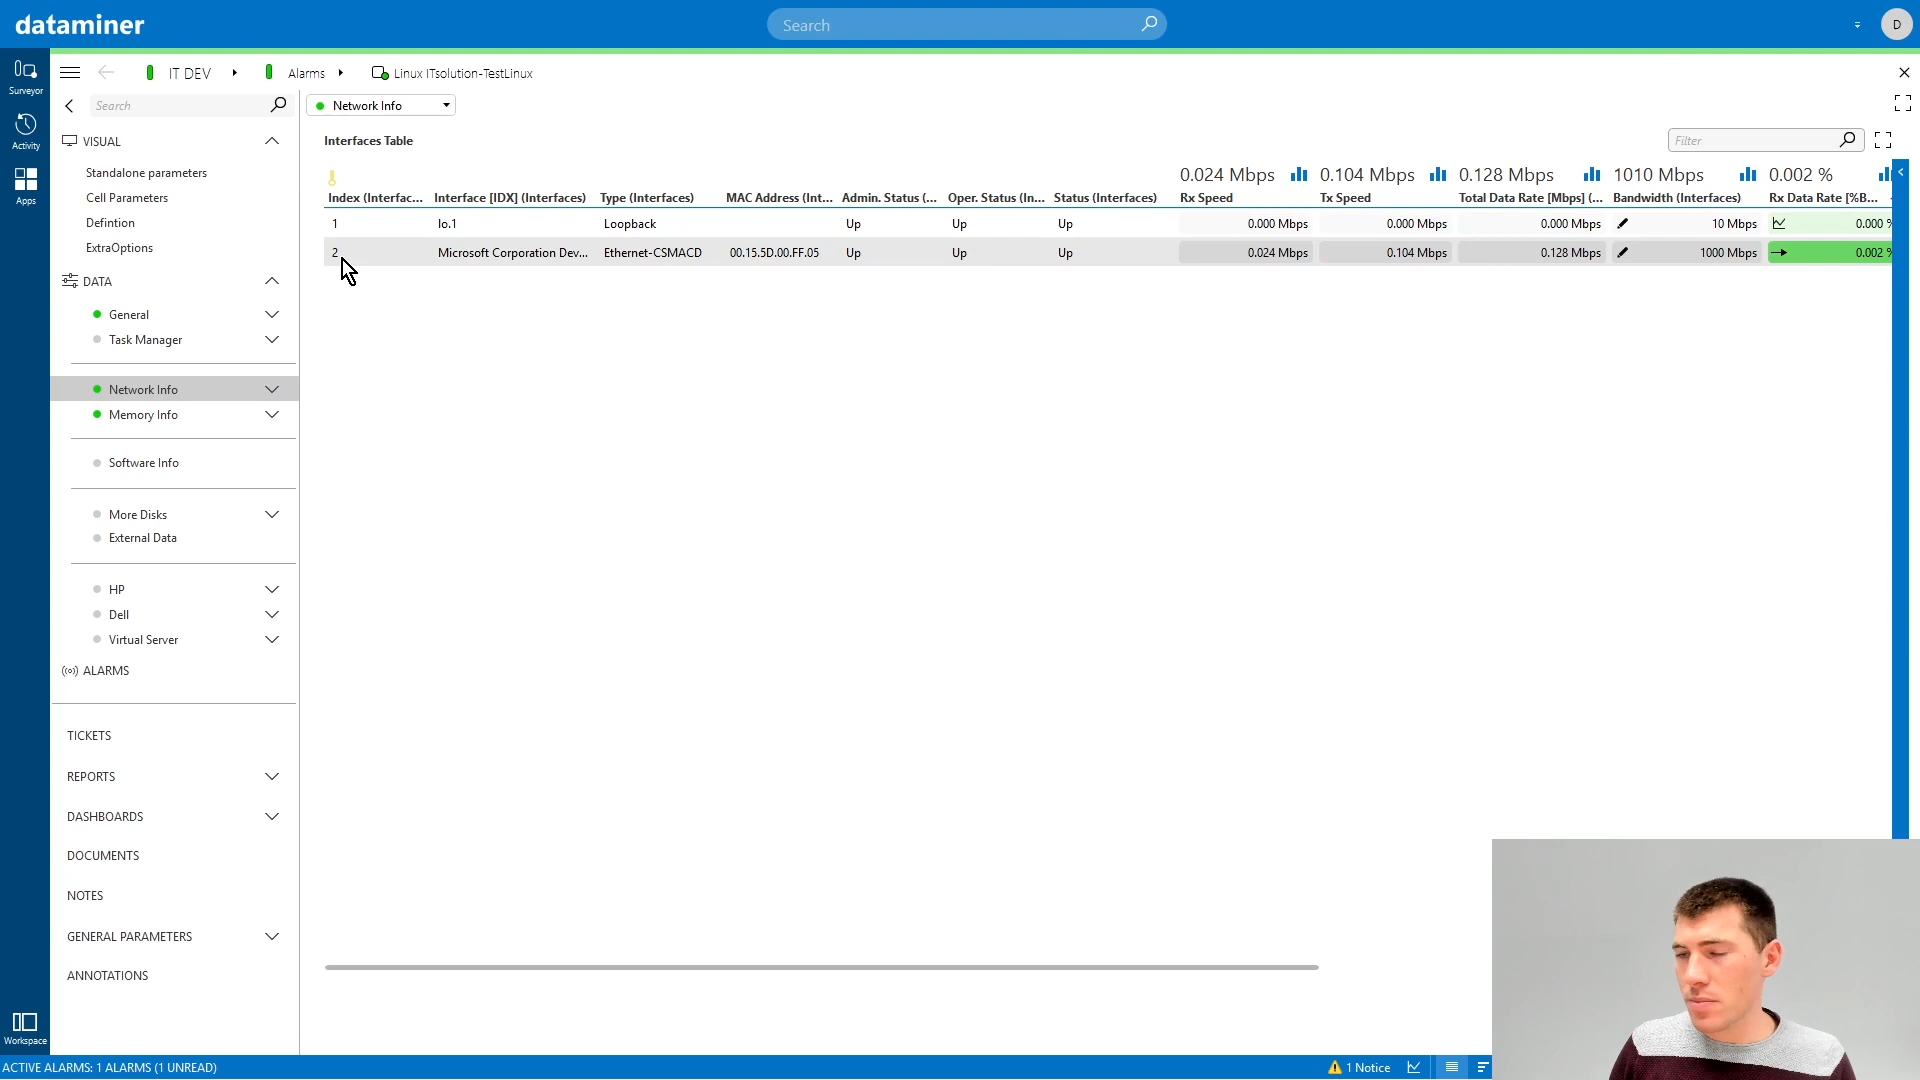 dataminer
Search
D
Surveyor
Activity
Apps
Workspace
IT DEV
Alarms
Linux ITsolution-TestLinux
Search
VISUAL
Standalone parameters
Cell Parameters
Defintion
ExtraOptions
DATA
General
Task Manager
Network Info
Memory Info
Software Info
More Disks
External Data
HP
Dell
Virtual Server
ALARMS
TICKETS
REPORTS
DASHBOARDS
DOCUMENTS
NOTES
GENERAL PARAMETERS
ANNOTATIONS
Network Info
Interfaces Table
Filter
0.024 Mbps 0.104 Mbps 0.128 Mbps 1010 Mbps 0.002 %
Index (Interfac... Interface [IDX] (Interfaces) Type (Interfaces) MAC Address (Int... Admin. Status (... Oper. Status (In... Status (Interfaces) Rx Speed Tx Speed Total Data Rate [Mbps] (... Bandwidth (Interfaces) Rx Data Rate [%B...
1 lo.1 Loopback Up Up Up 0.000 Mbps 0.000 Mbps 0.000 Mbps 10 Mbps 0.000 %
2 Microsoft Corporation Dev... Ethernet-CSMACD 00.15.5D.00.FF.05 Up Up Up 0.024 Mbps 0.104 Mbps 0.128 Mbps 1000 Mbps 0.002 %
ACTIVE ALARMS: 1 ALARMS (1 UNREAD)
1 Notice